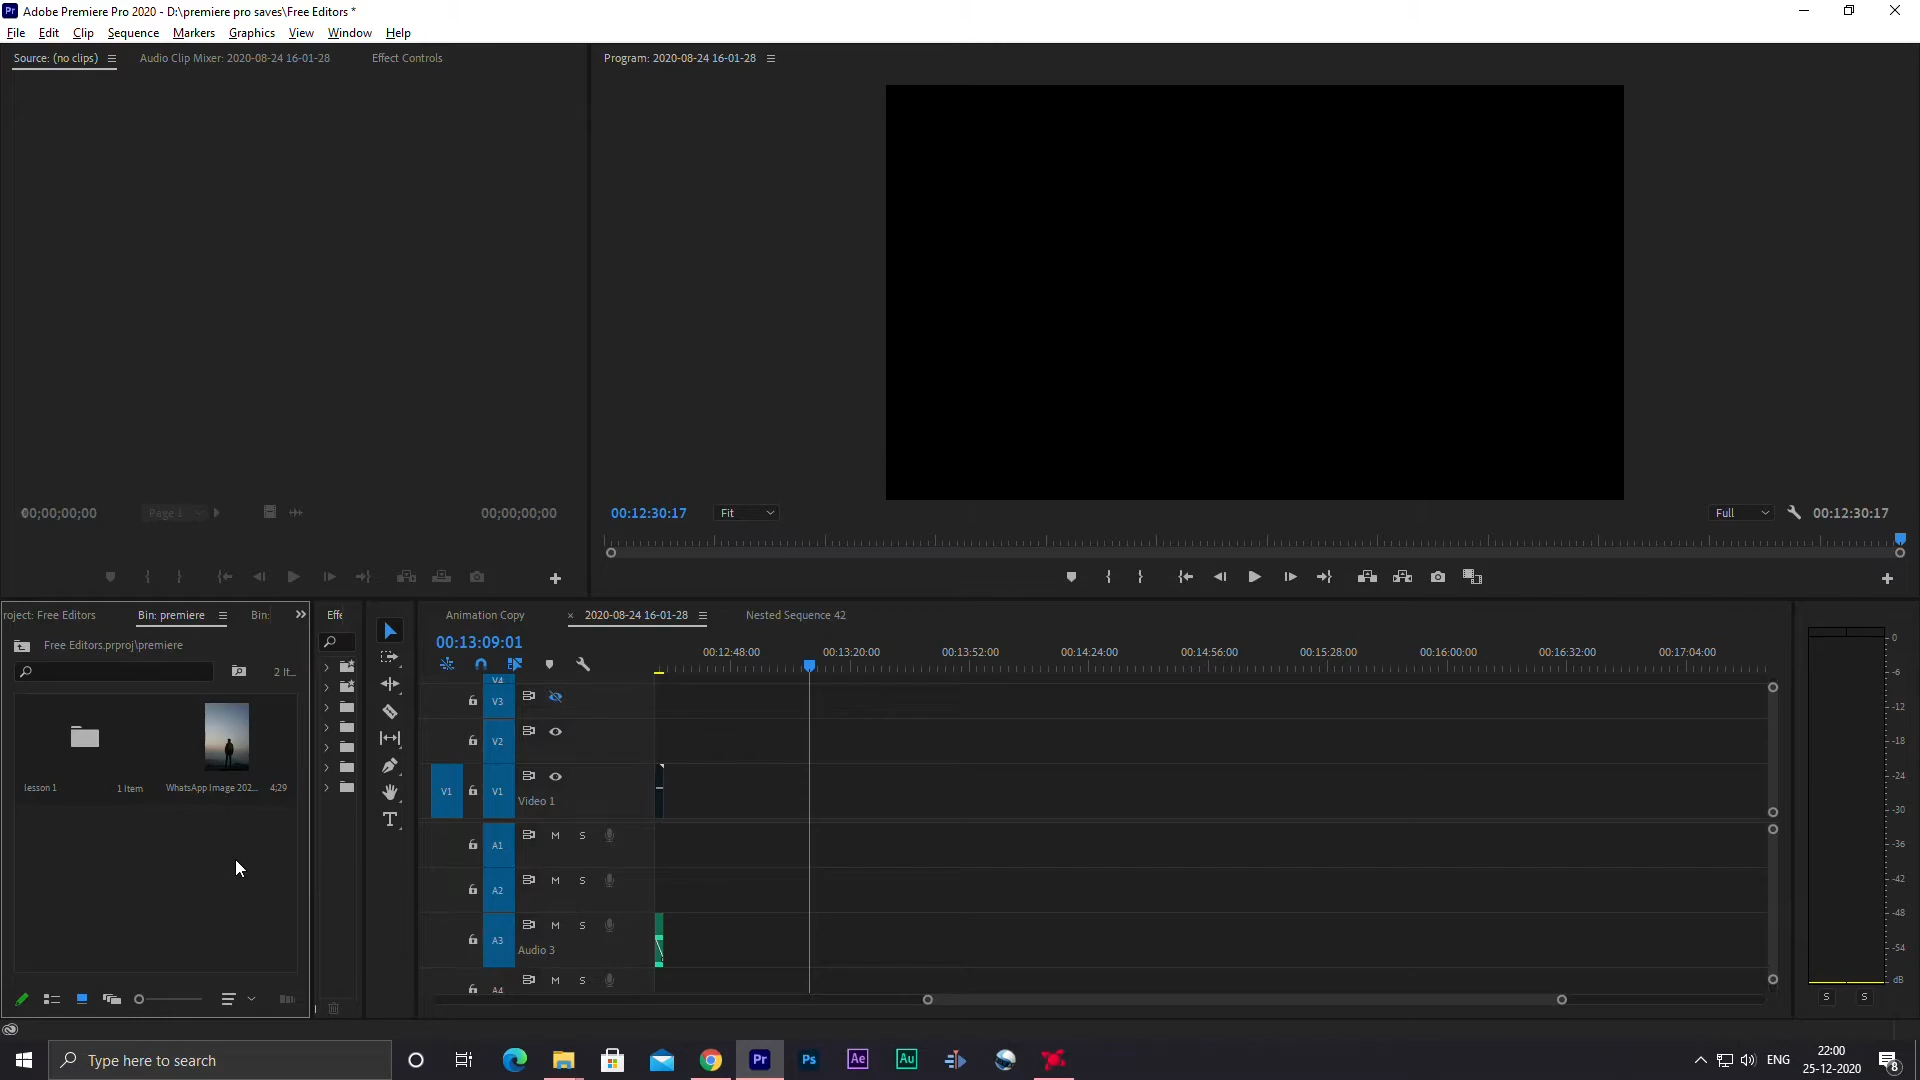 Pr Adobe Premiere Pro 2020 - D:\premiere pro saves\Free Editors *
File Edit Clip Sequence Markers Graphics View Window Help
Source: (no clips) Audio Clip Mixer: 2020-08-24 16-01-28 Effect Controls
Program: 2020-08-24 16-01-28
00;00;00;00 Page 1 00;00;00;00
00:12:30:17 Fit Full 00:12:30:17
roject: Free Editors Bin: premiere Bin:
Free Editors.prproj\premiere
2 It...
lesson 1 1 Item WhatsApp Image 202... 4;29
Effe
Animation Copy × 2020-08-24 16-01-28 Nested Sequence 42
00:13:09:01
00:12:48:00 00:13:20:00 00:13:52:00 00:14:24:00 00:14:56:00 00:15:28:00 00:16:00:00 00:16:32:00 00:17:04:00
V4
V3
V2
V1 V1 Video 1
A1 M S
A2 M S
A3 M S
Audio 3
A4 M S
0
-6
-12
-18
-24
-30
-36
-42
-48
-54
dB
S S
Type here to search
Pr Ps Ae Au
ENG
22:00
25-12-2020
8